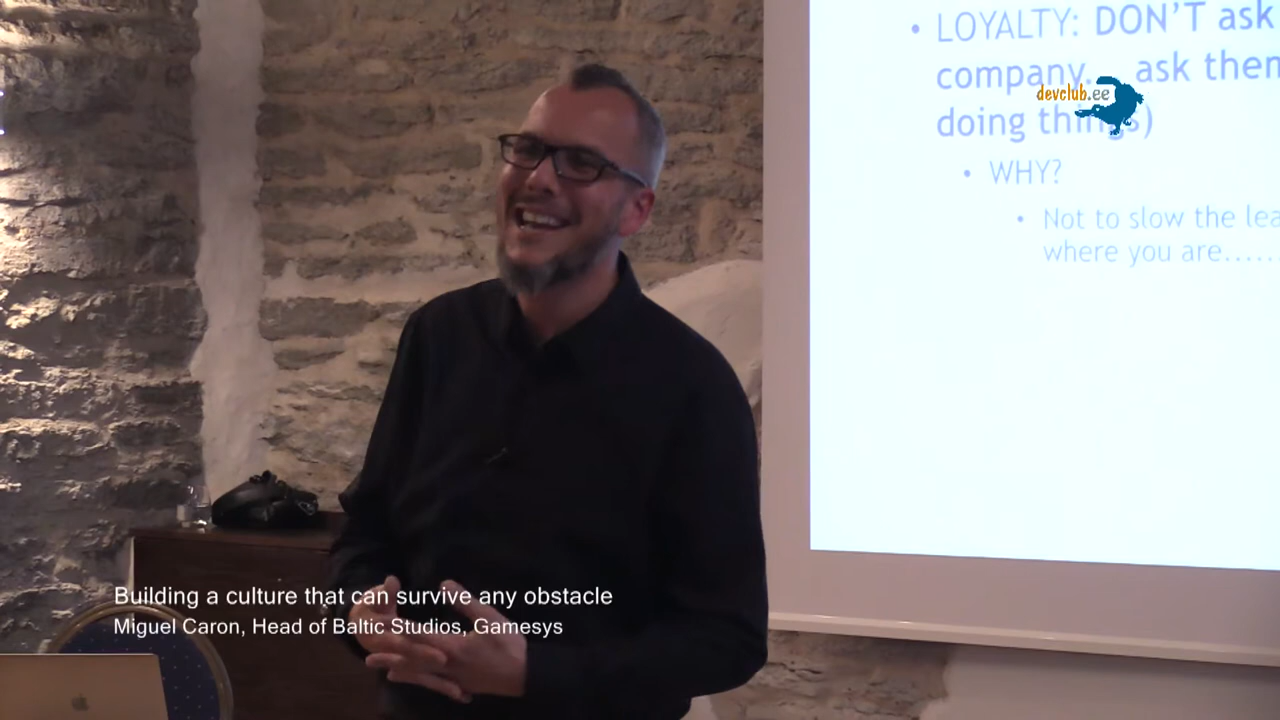 • LOYALTY: DON'T ask
company... ask them
doing things)
devclub.ee
• WHY?
• Not to slow the lea
where you are......
Building a culture that can survive any obstacle
Miguel Caron, Head of Baltic Studios, Gamesys